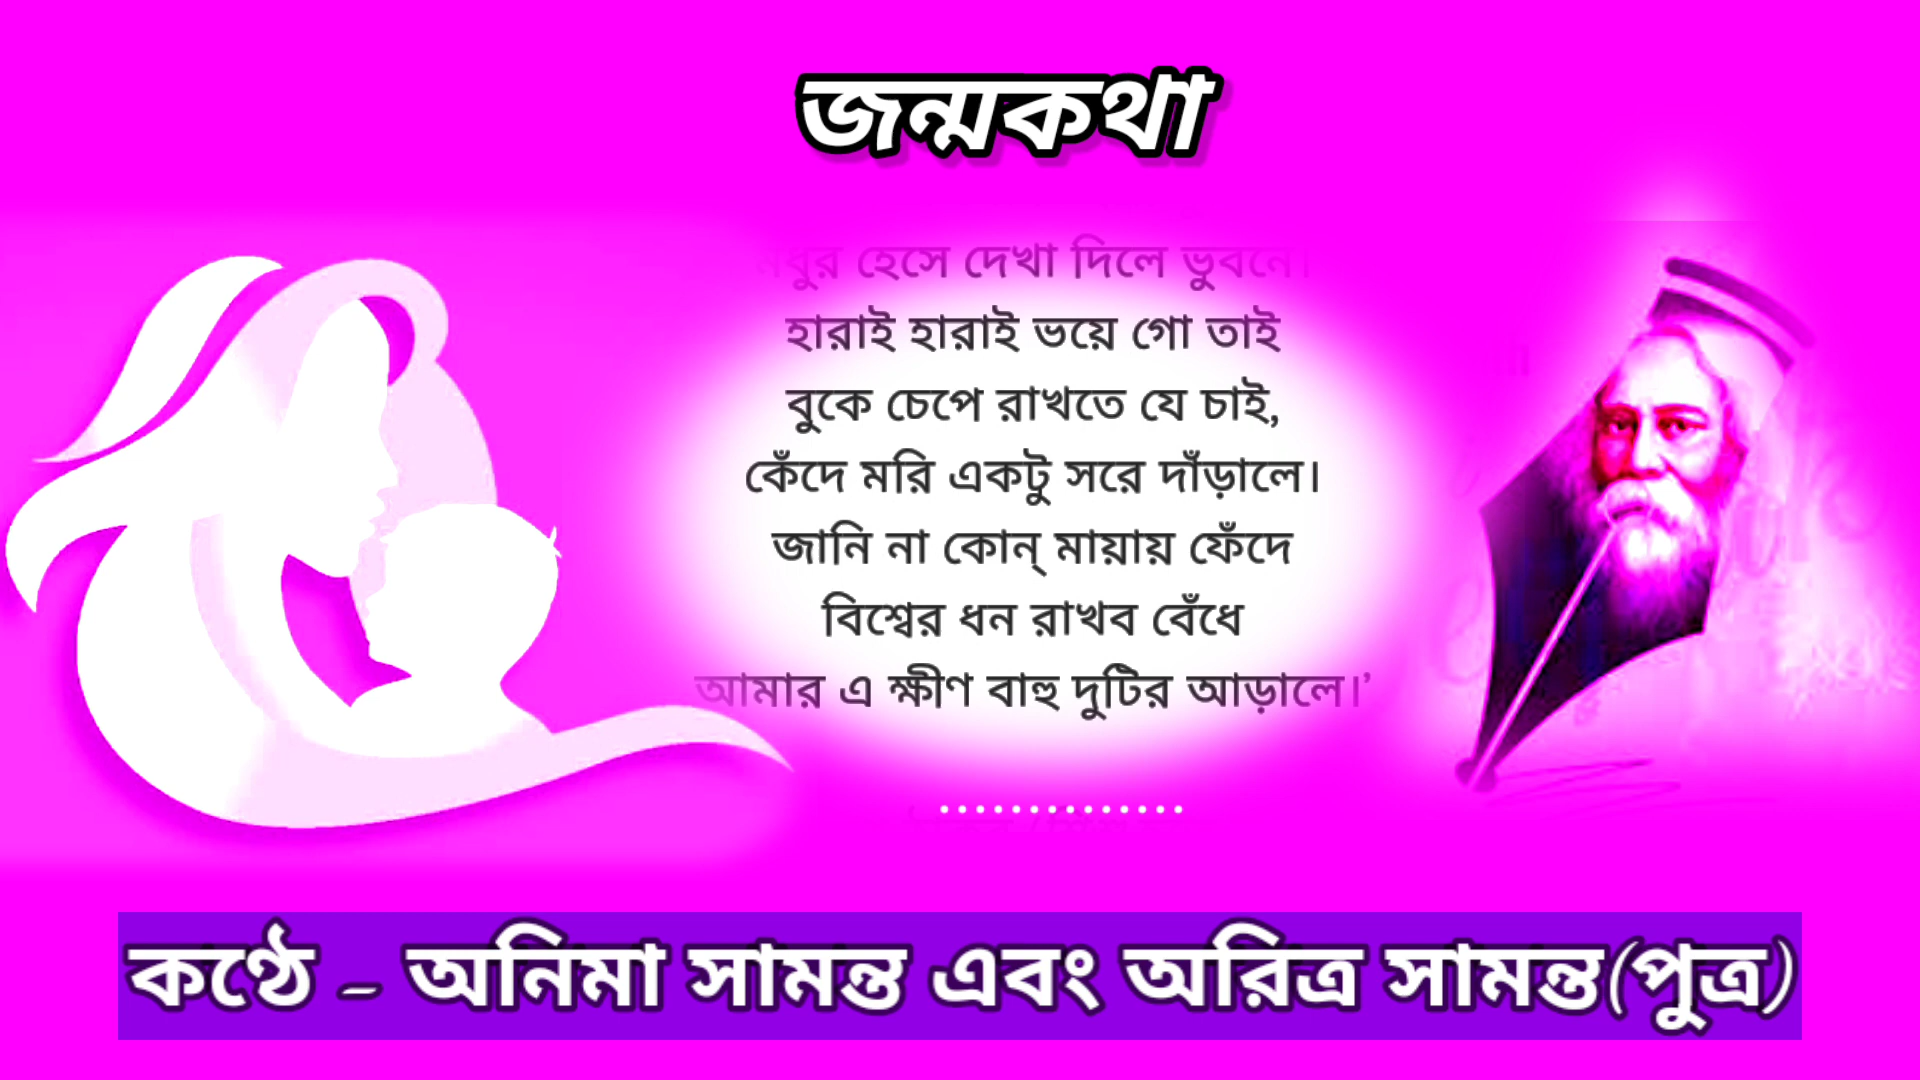 জন্মকথা
মধুর হেসে দেখা দিলে ভুবনে।
হারাই হারাই ভয়ে গো তাই
বুকে চেপে রাখতে যে চাই,
কেঁদে মরি একটু সরে দাঁড়ালে।
জানি না কোন্ মায়ায় ফেঁদে
বিশ্বের ধন রাখব বেঁধে
আমার এ ক্ষীণ বাহু দুটির আড়ালে।’
..............
কণ্ঠে - অনিমা সামন্ত এবং অরিত্র সামন্ত(পুত্র)